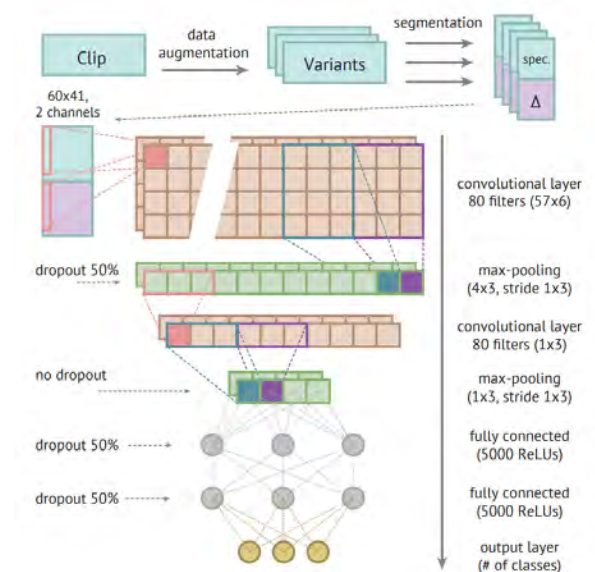 Clip
data
augmentation
Variants
segmentation
spec.
Δ
60x41,
2 channels
convolutional layer
80 filters (57x6)
dropout 50%
max-pooling
(4x3, stride 1x3)
convolutional layer
80 filters (1x3)
no dropout
max-pooling
(1x3, stride 1x3)
dropout 50%
fully connected
(5000 ReLUs)
dropout 50%
fully connected
(5000 ReLUs)
output layer
(# of classes)